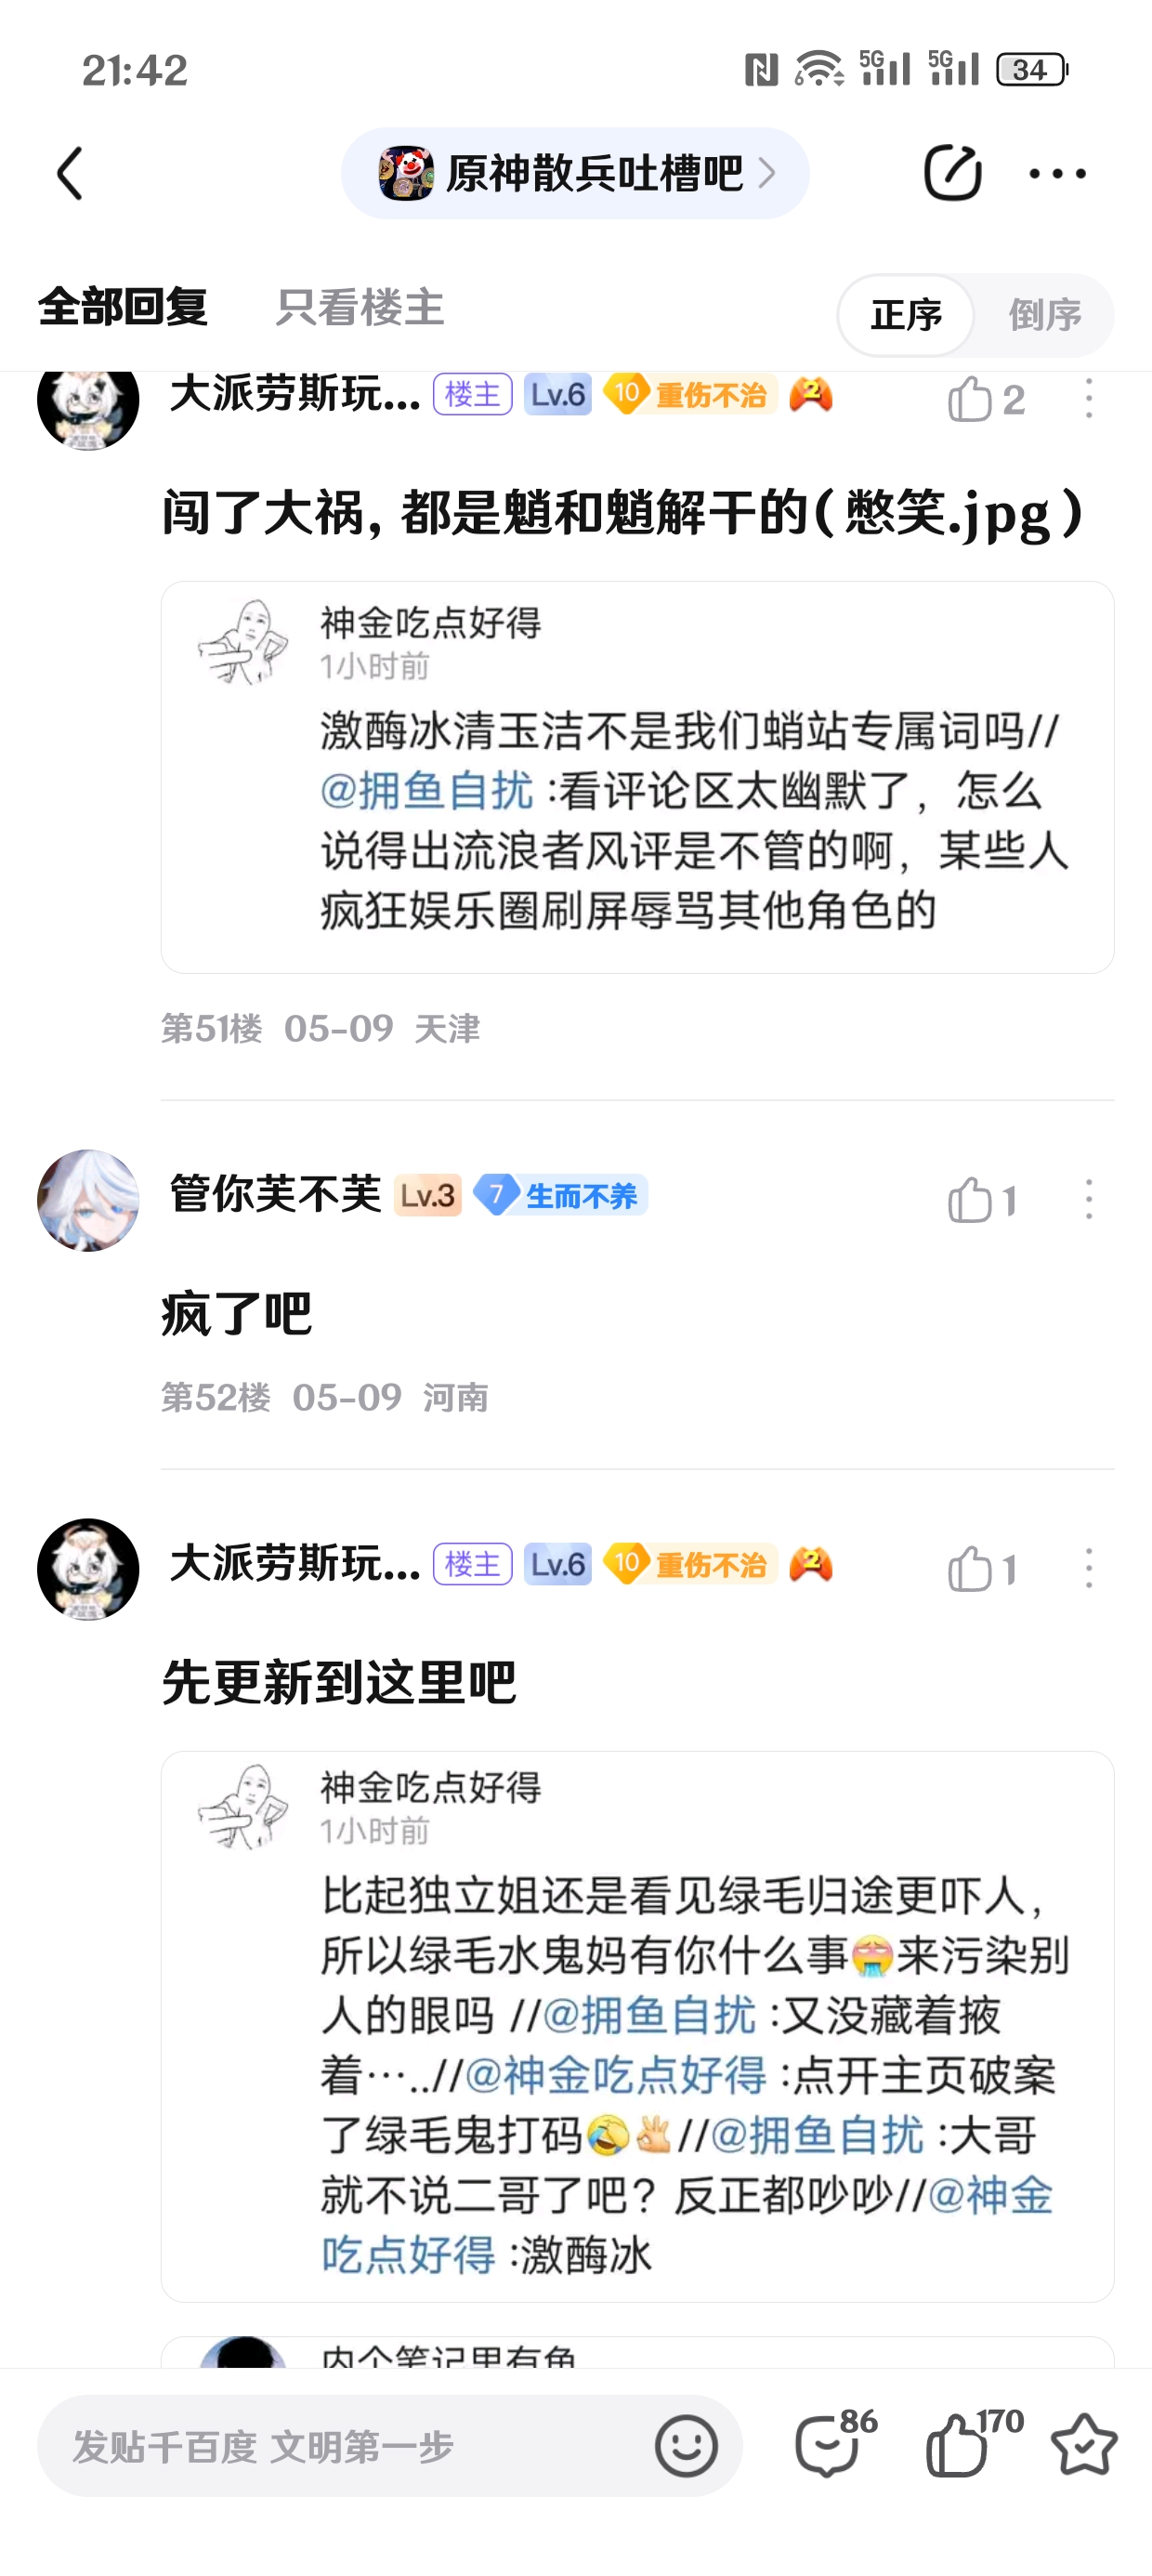 21:42
5G 5G 34
原神散兵吐槽吧
全部回复 只看楼主 正序 倒序
大派劳斯玩... 楼主 Lv.6 10 重伤不治 2 2
闯了大祸，都是魈和魈解干的（憋笑.jpg）
神金吃点好得
1小时前
激酶冰清玉洁不是我们蛸站专属词吗//
@拥鱼自扰 :看评论区太幽默了，怎么
说得出流浪者风评是不管的啊，某些人
疯狂娱乐圈刷屏辱骂其他角色的
第51楼 05-09 天津
管你芙不芙 Lv.3 7 生而不养 1
疯了吧
第52楼 05-09 河南
大派劳斯玩... 楼主 Lv.6 10 重伤不治 2 1
先更新到这里吧
神金吃点好得
1小时前
比起独立姐还是看见绿毛归途更吓人，
所以绿毛水鬼妈有你什么事来污染别
人的眼吗 //@拥鱼自扰 :又没藏着掖
着…..//@神金吃点好得 :点开主页破案
了绿毛鬼打码🤣👌//@拥鱼自扰 :大哥
就不说二哥了吧？反正都吵吵//@神金
吃点好得 :激酶冰
内个笔记里有鱼
发贴千百度 文明第一步 86 170